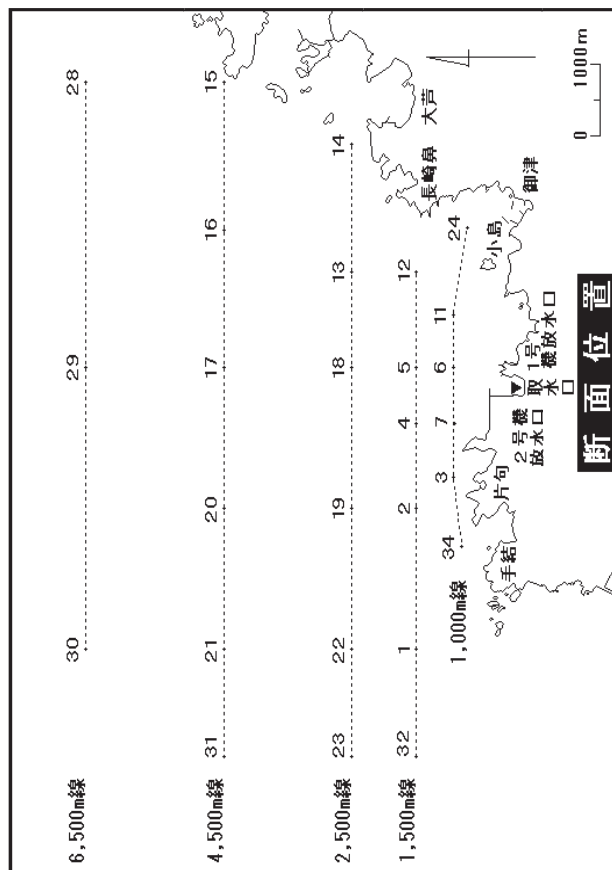 6,500m線 30 29 28
4,500m線 31 21 20 17 16 15
2,500m線 23 22 19 18 13 14
1,500m線 32 1 2 4 5 12
長崎鼻
大芦
1,000m線 34 3 7 6 11 24
手結
片句
小島
御津
2号機
放水口
取水口
1号
機放水口
0 1000m
断面位置